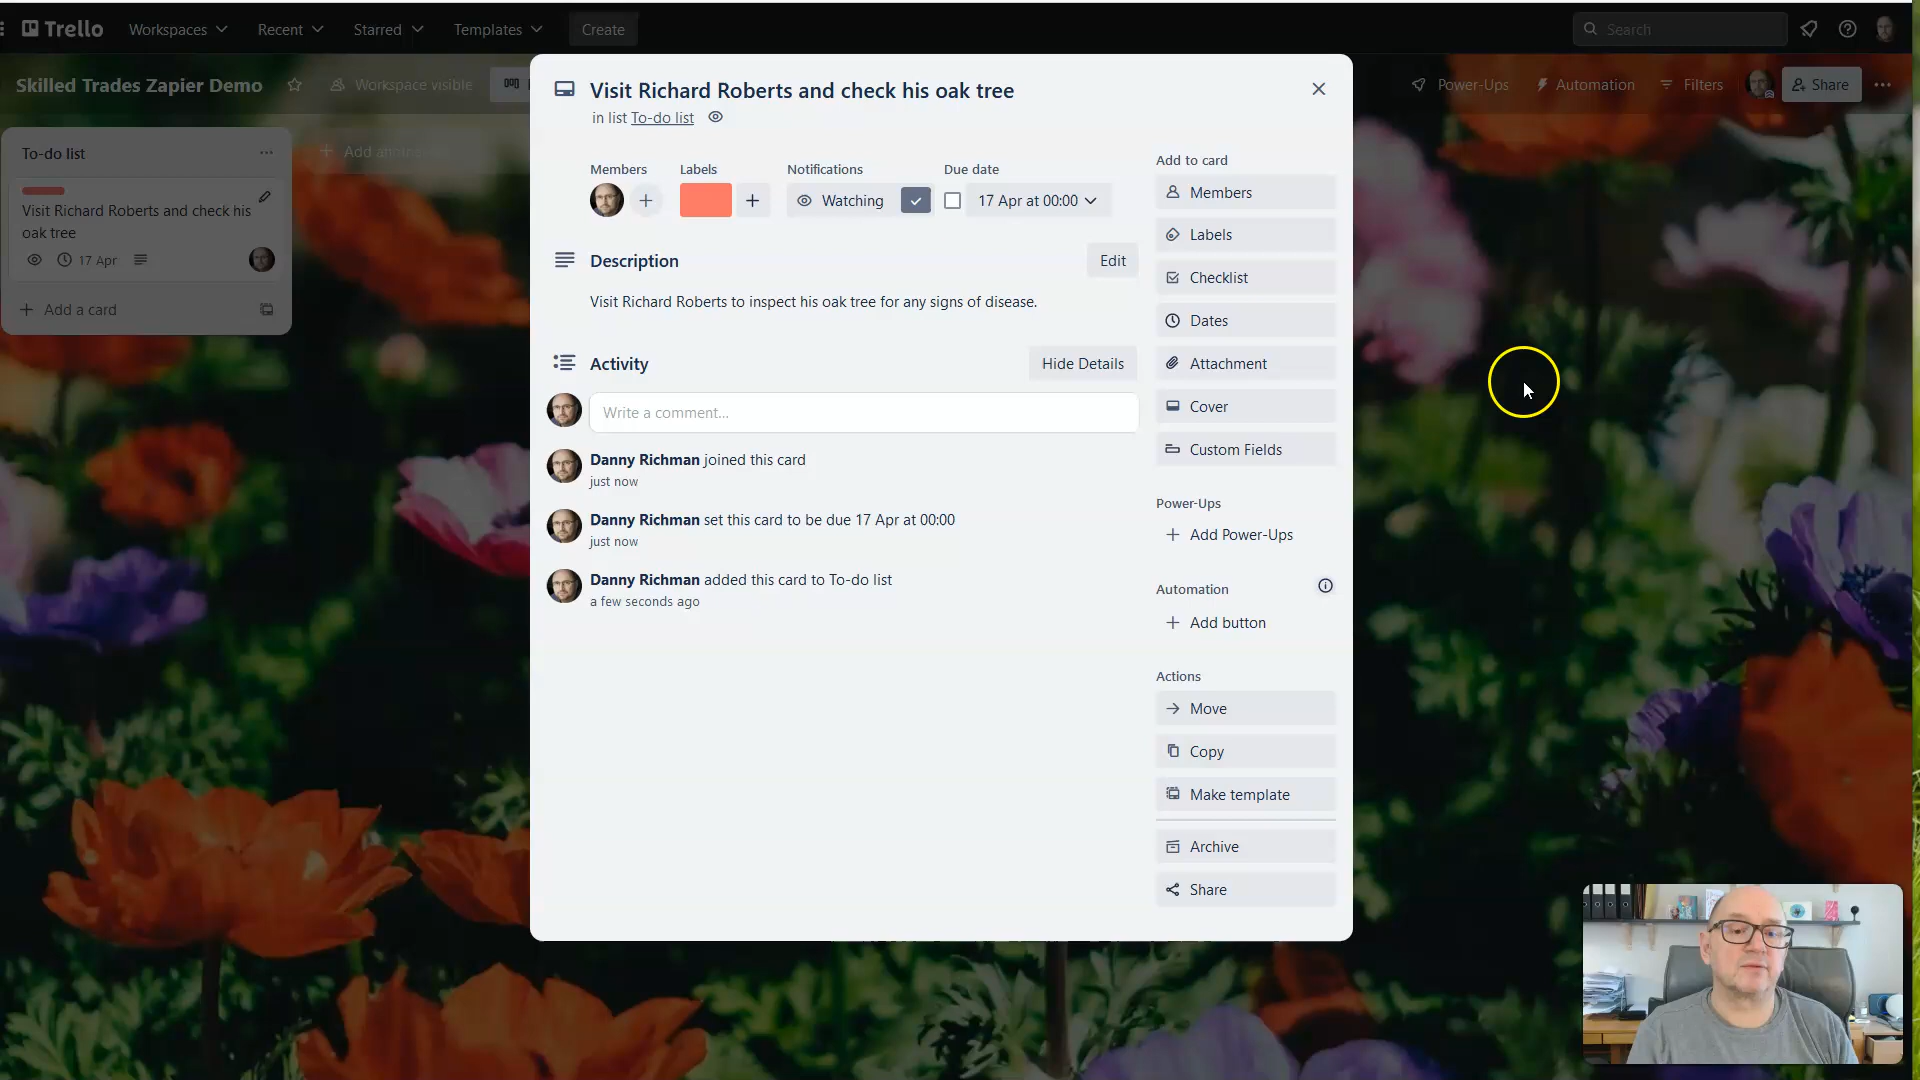 Trello
Workspaces
Recent
Starred
Templates
Create
Search
Skilled Trades Zapier Demo
Workspace visible
Power-Ups
Automation
Filters
Share
To-do list
Visit Richard Roberts and check his
oak tree
17 Apr
Add a card
Visit Richard Roberts and check his oak tree
in list To-do list
Members
Labels
Notifications
Due date
Watching
17 Apr at 00:00
Description
Edit
Visit Richard Roberts to inspect his oak tree for any signs of disease.
Activity
Hide Details
Write a comment...
Danny Richman joined this card
just now
Danny Richman set this card to be due 17 Apr at 00:00
just now
Danny Richman added this card to To-do list
a few seconds ago
Add to card
Members
Labels
Checklist
Dates
Attachment
Cover
Custom Fields
Power-Ups
Add Power-Ups
Automation
Add button
Actions
Move
Copy
Make template
Archive
Share